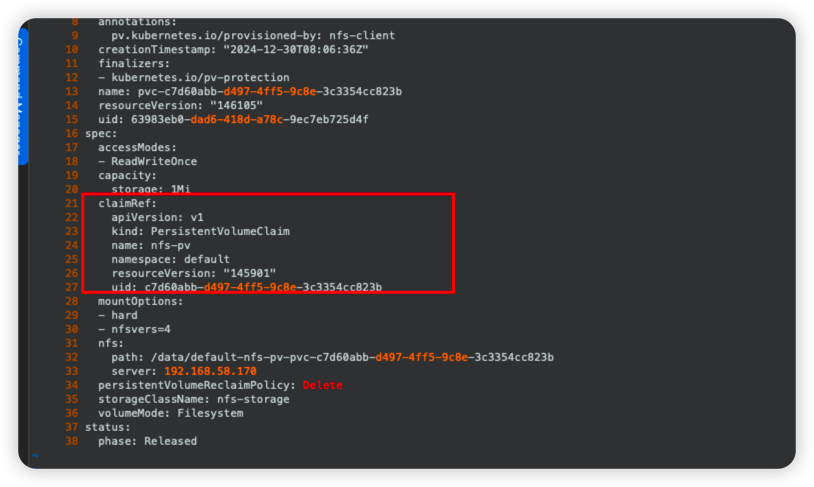 8   annotations:
9     pv.kubernetes.io/provisioned-by: nfs-client
10   creationTimestamp: "2024-12-30T08:06:36Z"
11   finalizers:
12   - kubernetes.io/pv-protection
13   name: pvc-c7d60abb-d497-4ff5-9c8e-3c3354cc823b
14   resourceVersion: "146105"
15   uid: 63983eb0-dad6-418d-a78c-9ec7eb725d4f
16 spec:
17   accessModes:
18   - ReadWriteOnce
19   capacity:
20     storage: 1Mi
21   claimRef:
22     apiVersion: v1
23     kind: PersistentVolumeClaim
24     name: nfs-pv
25     namespace: default
26     resourceVersion: "145901"
27     uid: c7d60abb-d497-4ff5-9c8e-3c3354cc823b
28   mountOptions:
29   - hard
30   - nfsvers=4
31   nfs:
32     path: /data/default-nfs-pv-pvc-c7d60abb-d497-4ff5-9c8e-3c3354cc823b
33     server: 192.168.58.170
34   persistentVolumeReclaimPolicy: Delete
35   storageClassName: nfs-storage
36   volumeMode: Filesystem
37 status:
38   phase: Released
~